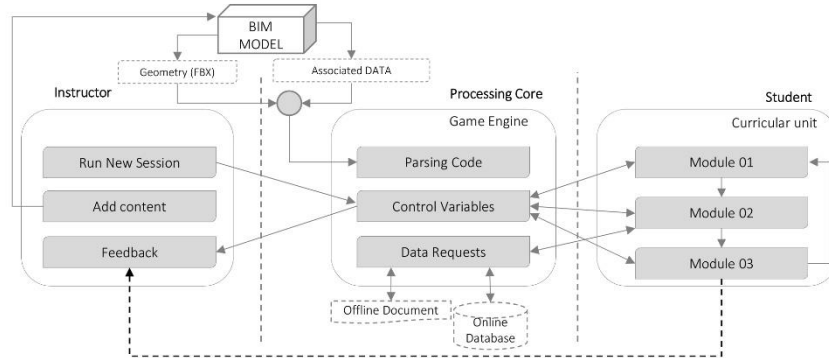 BIM
MODEL
Geometry (FBX)
Associated DATA
Instructor
Processing Core
Student
Game Engine
Curricular unit
Run New Session
Parsing Code
Module 01
Add content
Control Variables
Module 02
Feedback
Data Requests
Module 03
Offline Document
Online
Database